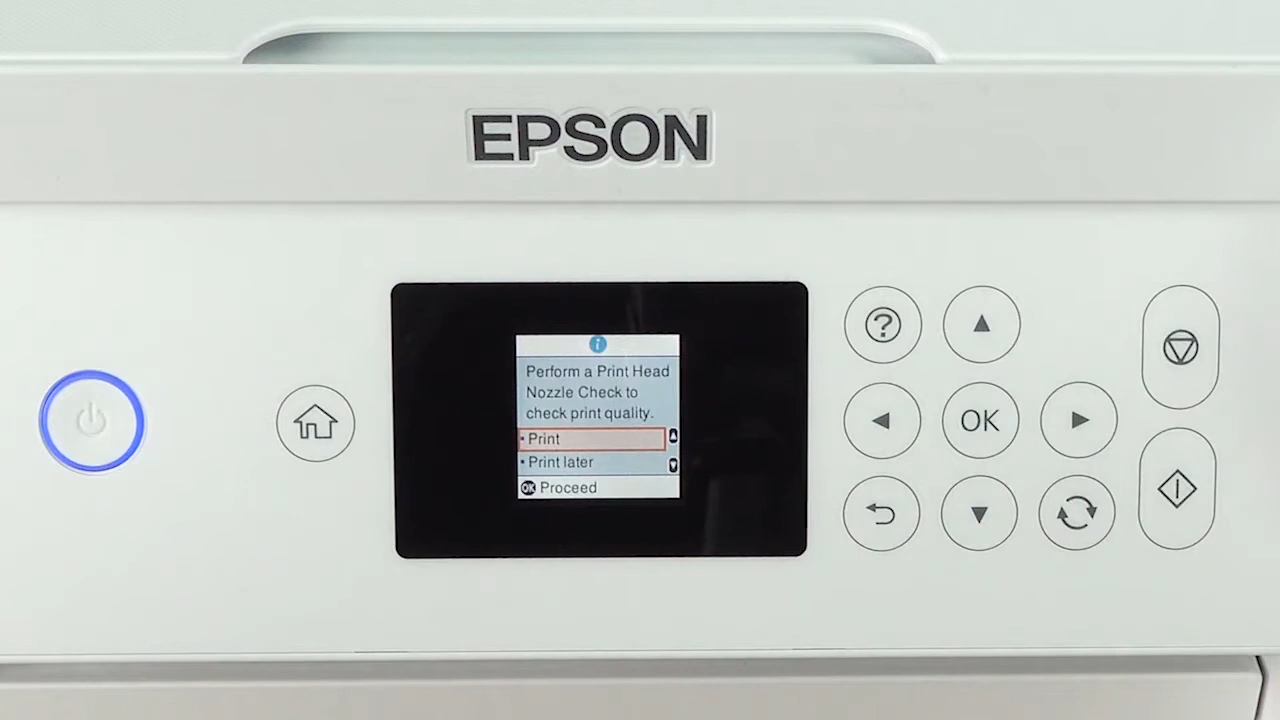 EPSON
i
Perform a Print Head
Nozzle Check to
check print quality.
• Print
• Print later
OK Proceed
?
OK